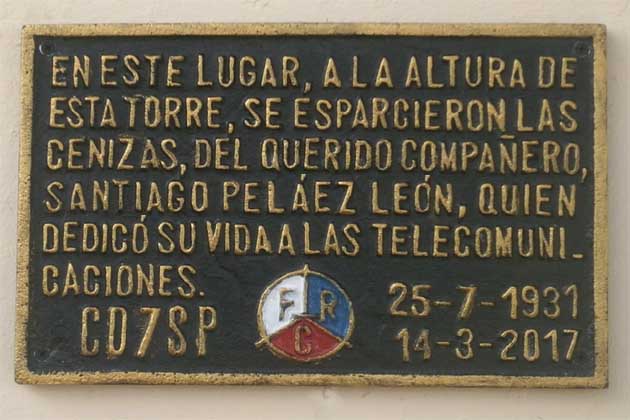 EN ESTE LUGAR, A LA ALTURA DE
ESTA TORRE, SE ESPARCIERON LAS
CENIZAS, DEL QUERIDO COMPAÑERO,
SANTIAGO PELÁEZ LEÓN, QUIEN
DEDICÓ SU VIDA A LAS TELECOMUNI-
CACIONES.
CO7SP
F R
C
25-7-1931
14-3-2017